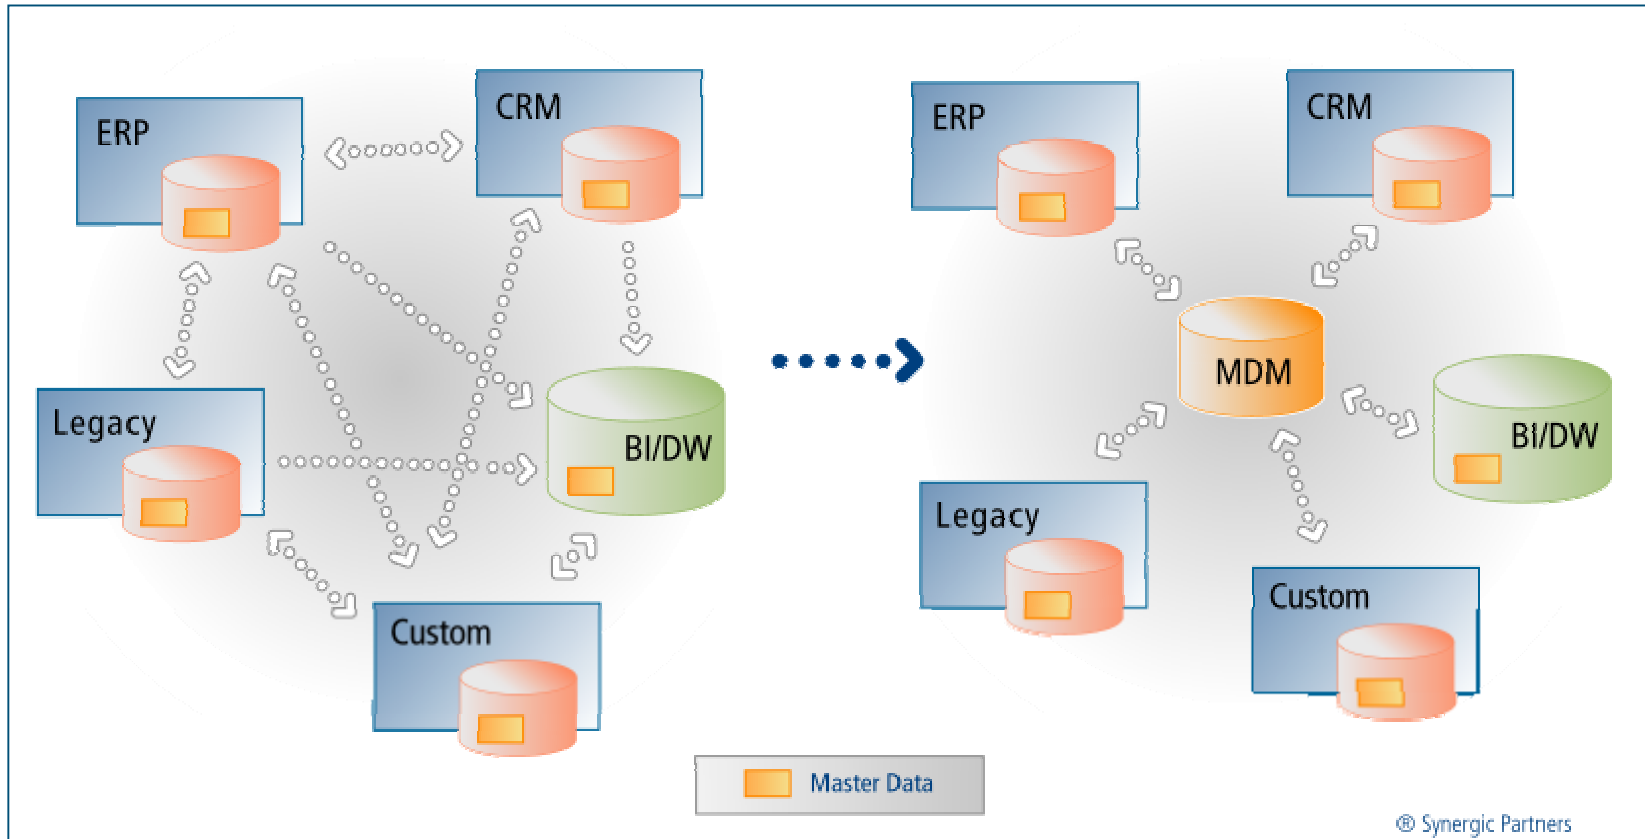 ERP
CRM
Legacy
BI/DW
Custom
ERP
CRM
MDM
BI/DW
Legacy
Custom
Master Data
® Synergic Partners